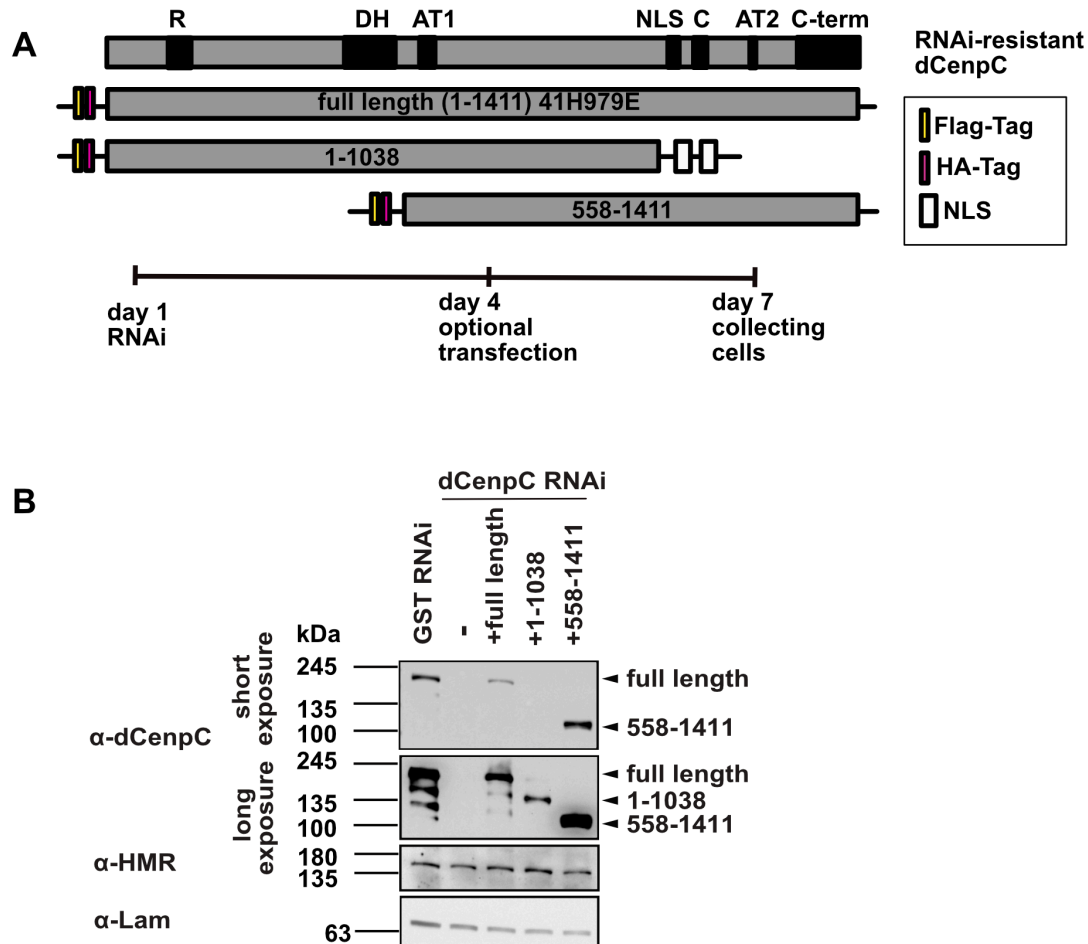 A
R DH AT1 NLS C AT2 C-term
RNAi-resistant
dCenpC
full length (1-1411) 41H979E
1-1038
558-1411
Flag-Tag
HA-Tag
NLS
day 1
RNAi
day 4
optional
transfection
day 7
collecting
cells
B
dCenpC RNAi
GST RNAi
-
+full length
+1-1038
+558-1411
kDa
α-dCenpC
short
exposure
245
135
100
full length
558-1411
long
exposure
245
135
100
full length
1-1038
558-1411
α-HMR
180
135
α-Lam
63